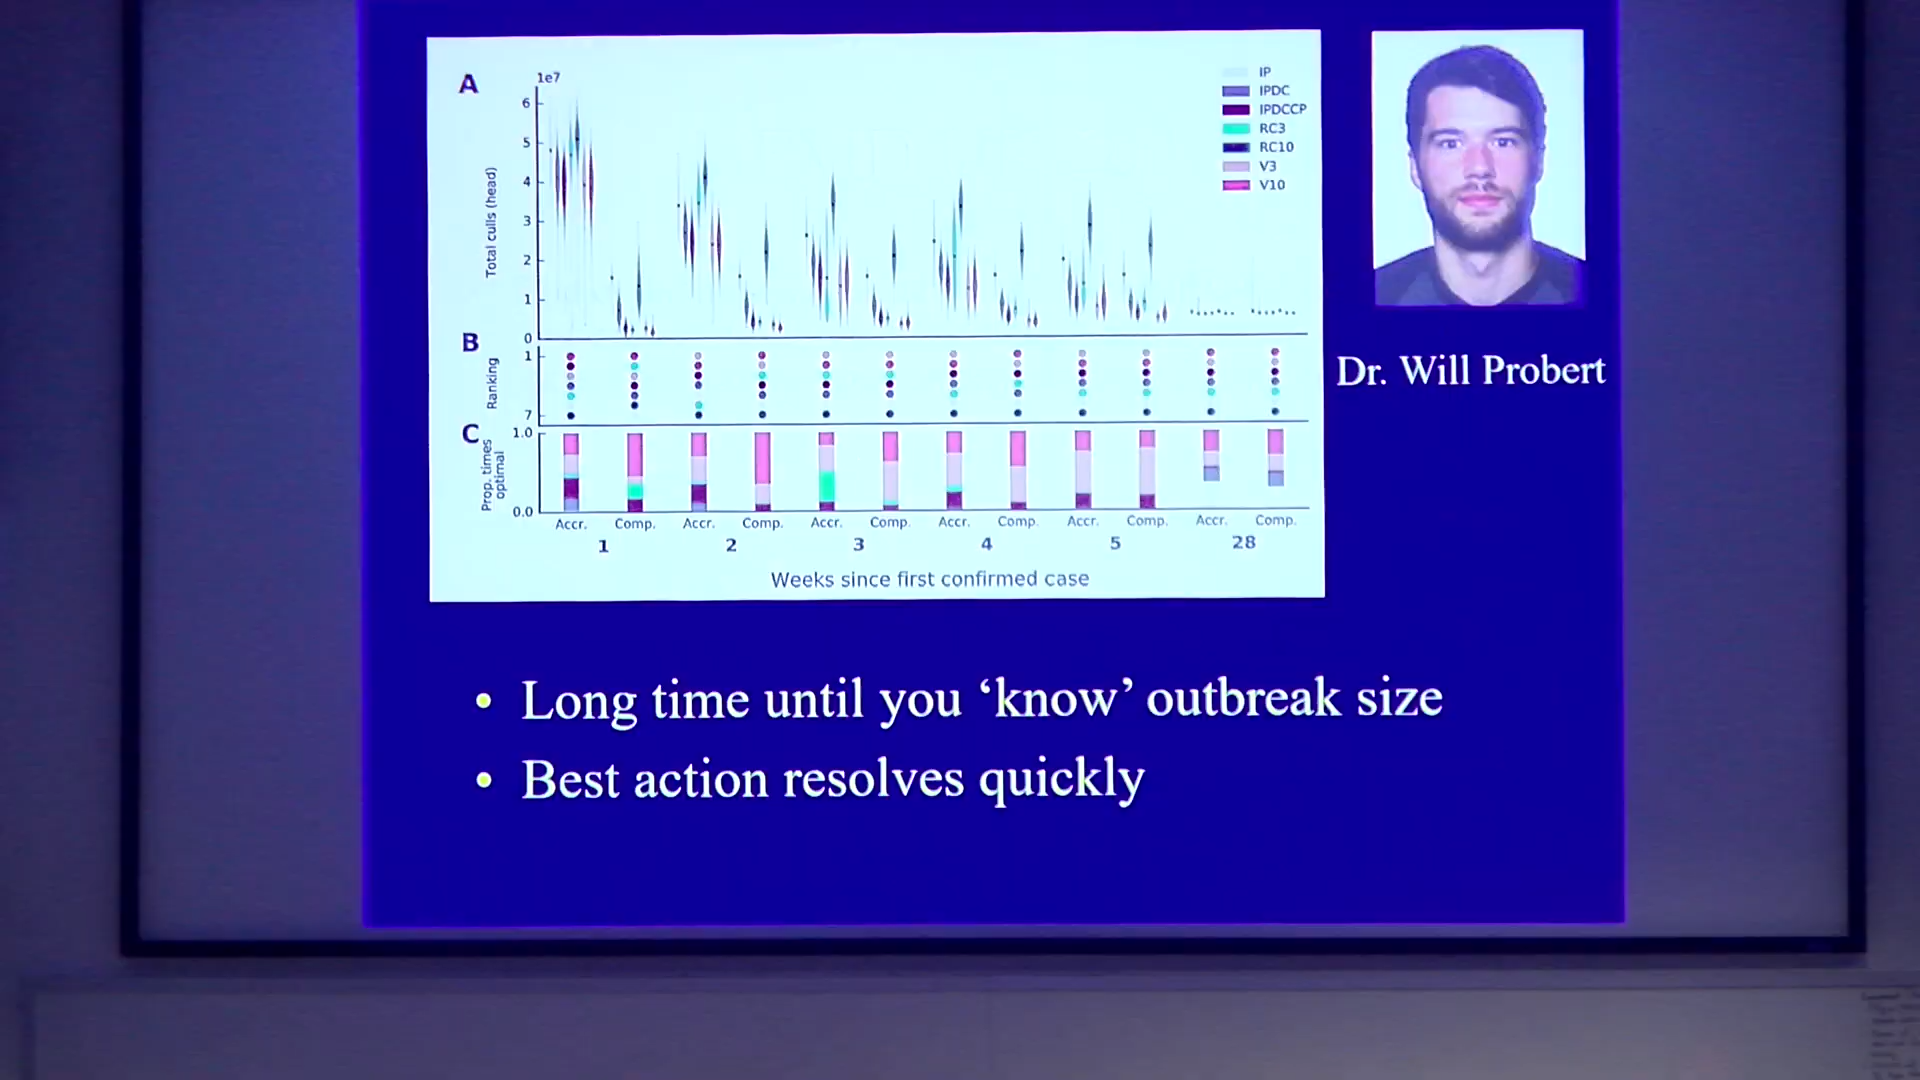 A
1e7
6
5
4
3
2
1
0
Total culls (head)
IP
IPDC
IPDCCP
RC3
RC10
V3
V10
B
1
7
Ranking
C
1.0
0.0
Prop. times
optimal
Accr. Comp. Accr. Comp. Accr. Comp. Accr. Comp. Accr. Comp. Accr. Comp.
1 2 3 4 5 28
Weeks since first confirmed case
Dr. Will Probert
• Long time until you ‘know’ outbreak size
• Best action resolves quickly